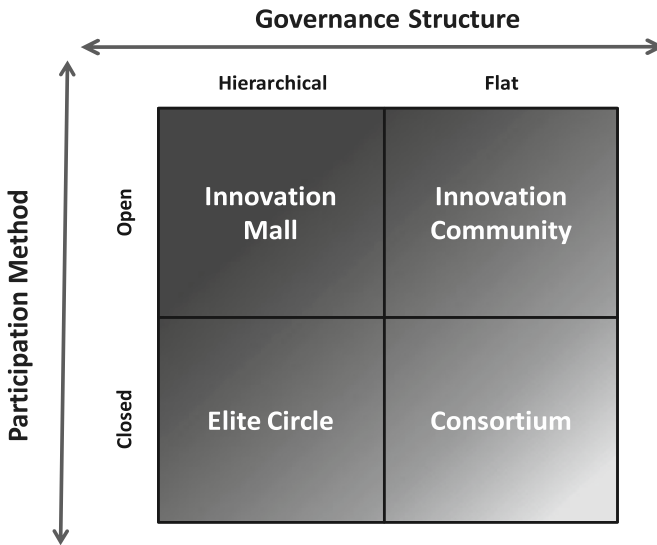 Governance Structure
Hierarchical
Flat
Participation Method
Open
Innovation
Mall
Innovation
Community
Closed
Elite Circle
Consortium